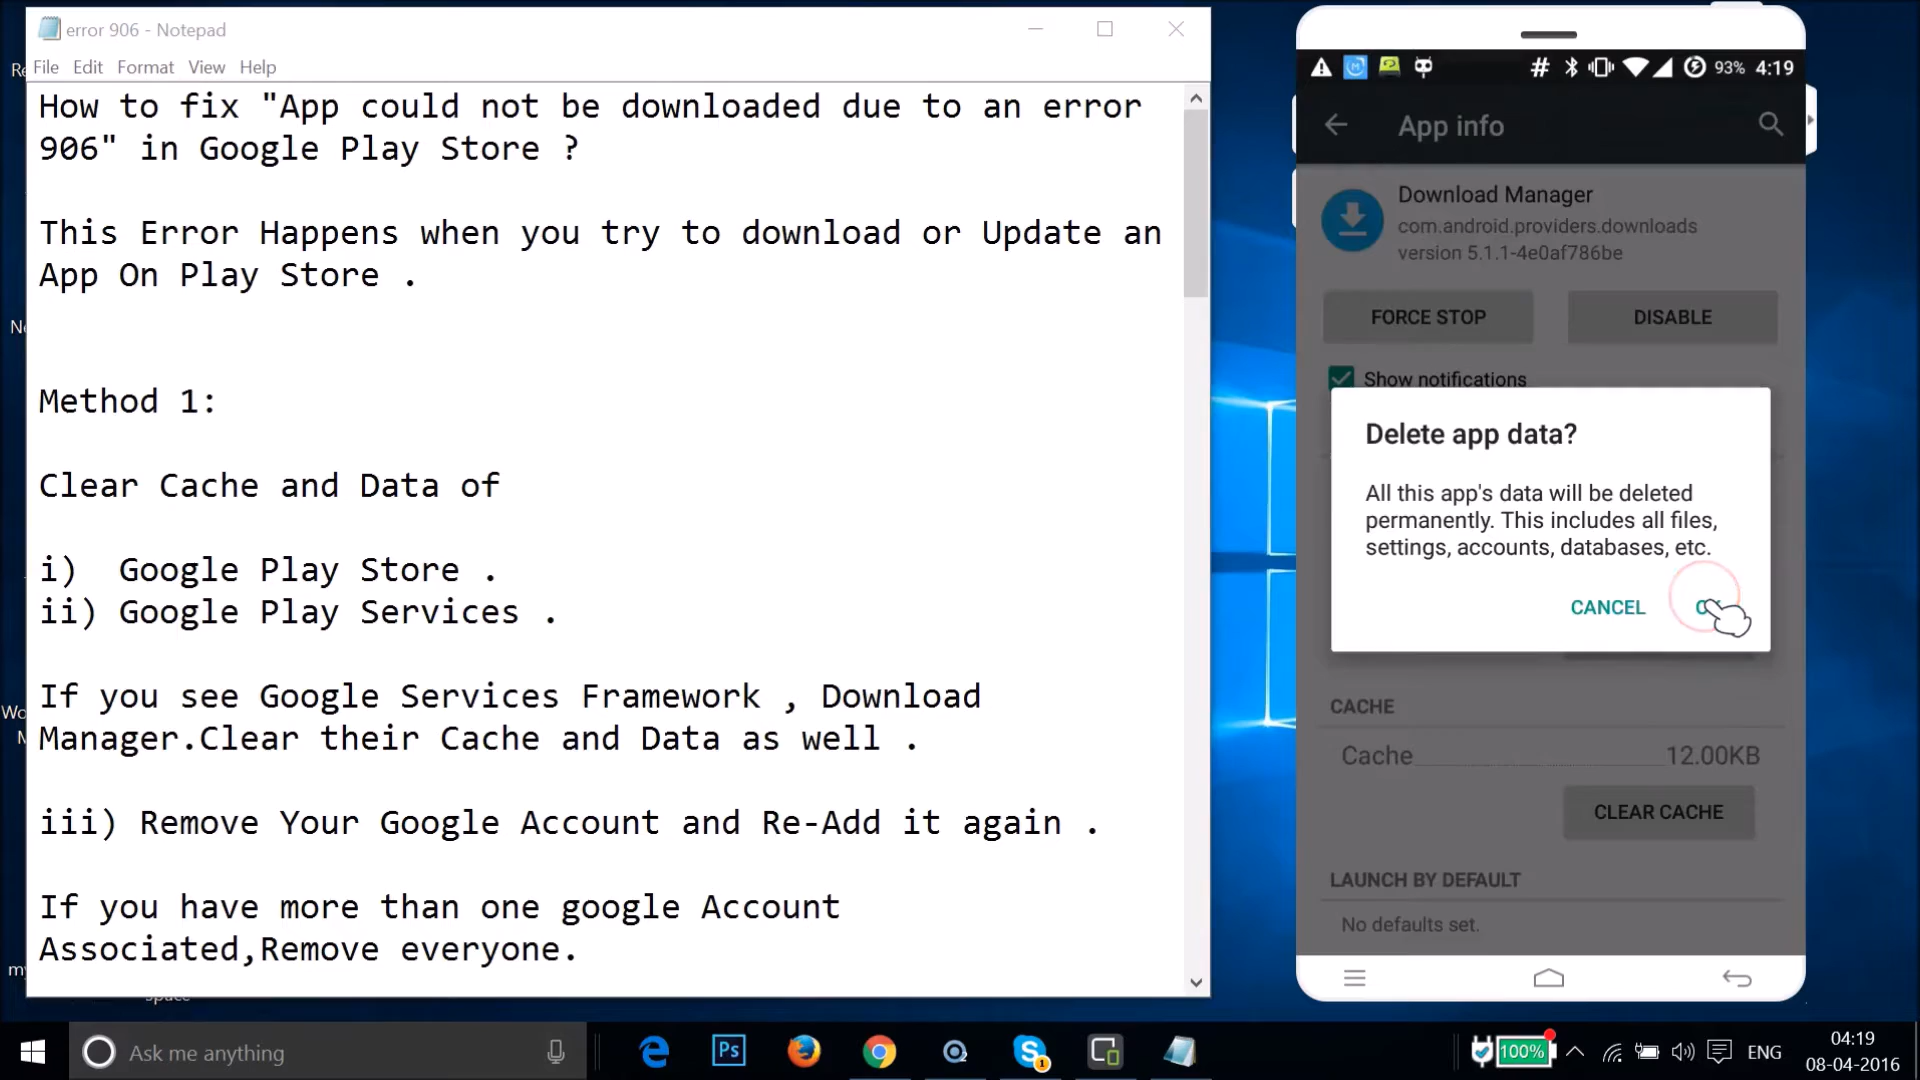 error 906 - Notepad
File Edit Format View Help
How to fix "App could not be downloaded due to an error
906" in Google Play Store ?
This Error Happens when you try to download or Update an
App On Play Store .
Method 1:
Clear Cache and Data of
i)  Google Play Store .
ii) Google Play Services .
If you see Google Services Framework , Download
Manager.Clear their Cache and Data as well .
iii) Remove Your Google Account and Re-Add it again .
If you have more than one google Account
Associated,Remove everyone.
93% 4:19
App info
Download Manager
com.android.providers.downloads
version 5.1.1-4e0af786be
FORCE STOP
DISABLE
Show notifications
Delete app data?
All this app's data will be deleted
permanently. This includes all files,
settings, accounts, databases, etc.
CANCEL
CACHE
Cache 12.00KB
CLEAR CACHE
LAUNCH BY DEFAULT
No defaults set.
Ask me anything
Ps
1
100%
ENG
04:19
08-04-2016